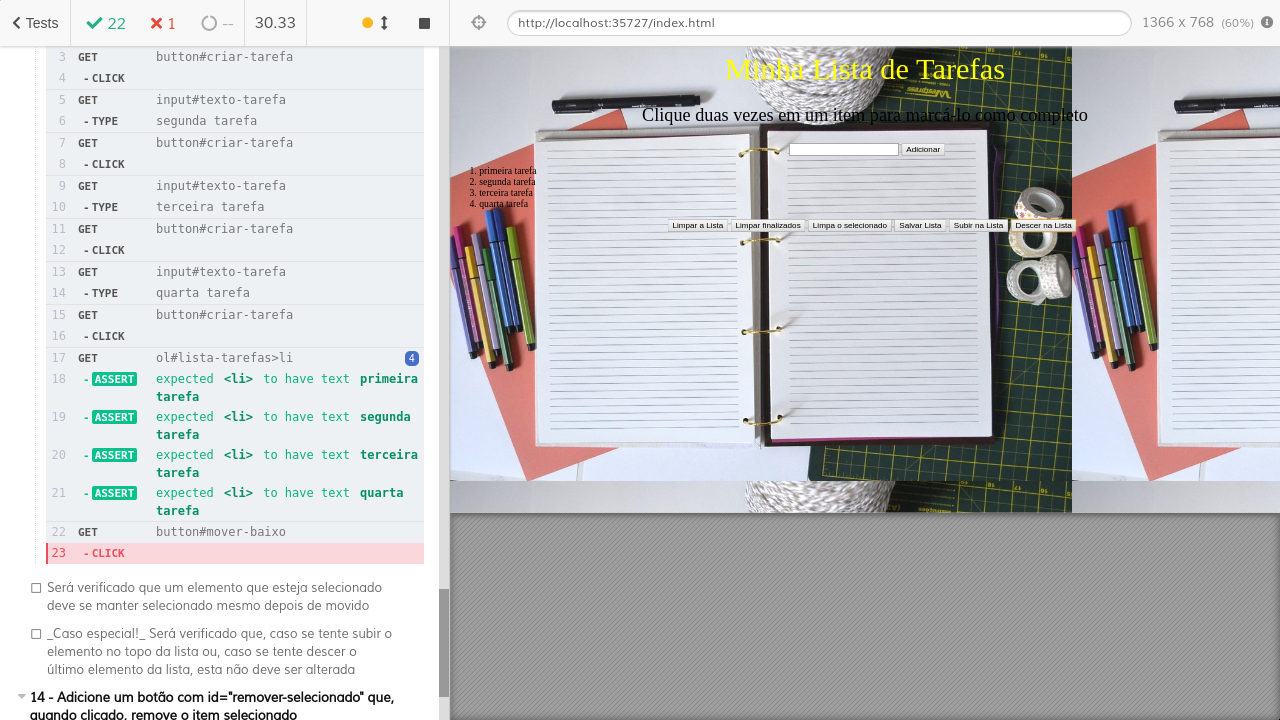 Tests
22
1
--
30.33
http://localhost:35727/index.html
1366 x 768 (60%)
3 GET button#criar-tarefa
4 -CLICK
5 GET input#texto-tarefa
6 -TYPE segunda tarefa
7 GET button#criar-tarefa
8 -CLICK
9 GET input#texto-tarefa
10 -TYPE terceira tarefa
11 GET button#criar-tarefa
12 -CLICK
13 GET input#texto-tarefa
14 -TYPE quarta tarefa
15 GET button#criar-tarefa
16 -CLICK
17 GET ol#lista-tarefas>li 4
18 -ASSERT expected <li> to have text primeira
tarefa
19 -ASSERT expected <li> to have text segunda
tarefa
20 -ASSERT expected <li> to have text terceira
tarefa
21 -ASSERT expected <li> to have text quarta
tarefa
22 GET button#mover-baixo
23 -CLICK
Será verificado que um elemento que esteja selecionado
deve se manter selecionado mesmo depois de movido
_Caso especial!_ Será verificado que, caso se tente subir o
elemento no topo da lista ou, caso se tente descer o
último elemento da lista, esta não deve ser alterada
14 - Adicione um botão com id="remover-selecionado" que,
quando clicado, remove o item selecionado
Minha Lista de Tarefas
Clique duas vezes em um item para marcá-lo como completo
Adicionar
1. primeira tarefa
2. segunda tarefa
3. terceira tarefa
4. quarta tarefa
Limpar a Lista Limpar finalizados Limpa o selecionado Salvar Lista Subir na Lista Descer na Lista